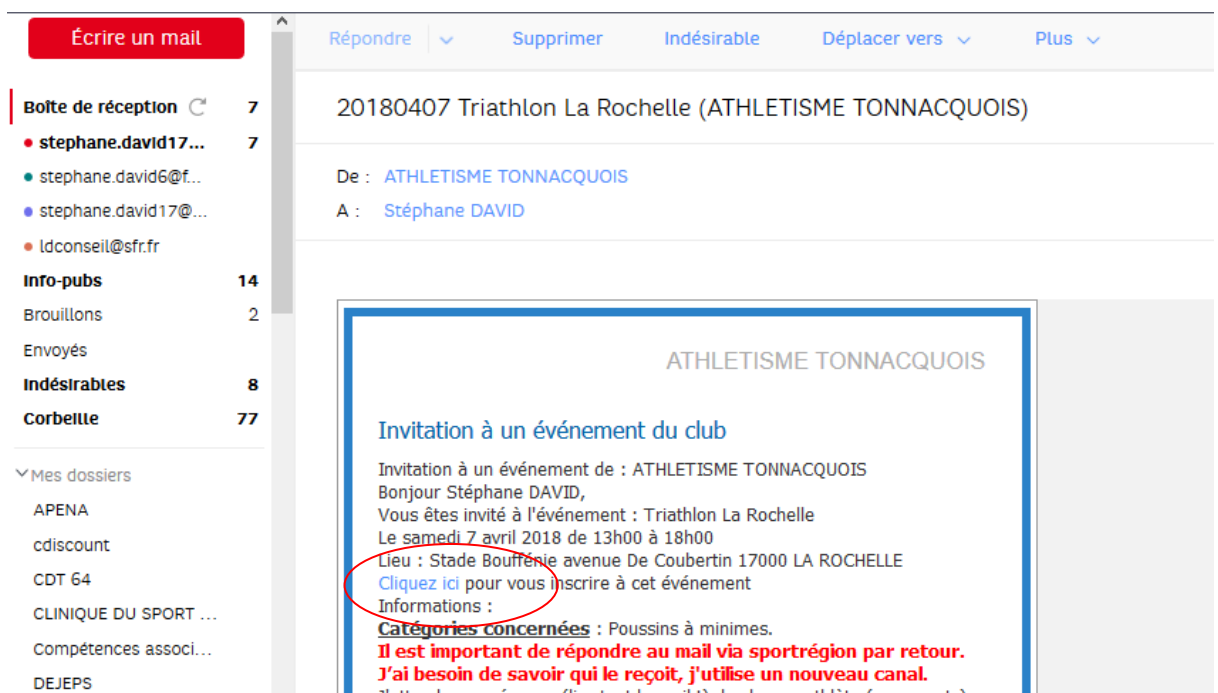 Écrire un mail
Répondre Supprimer Indésirable Déplacer vers Plus
Boîte de réception 7
stephane.david17... 7
stephane.david6@f...
stephane.david17@...
ldconseil@sfr.fr
Info-pubs 14
Brouillons 2
Envoyés
Indésirables 8
Corbeille 77
Mes dossiers
APENA
cdiscount
CDT 64
CLINIQUE DU SPORT ...
Compétences associ...
DEJEPS
20180407 Triathlon La Rochelle (ATHLETISME TONNACQUOIS)
De : ATHLETISME TONNACQUOIS
A : Stéphane DAVID
ATHLETISME TONNACQUOIS
Invitation à un événement du club
Invitation à un événement de : ATHLETISME TONNACQUOIS
Bonjour Stéphane DAVID,
Vous êtes invité à l'événement : Triathlon La Rochelle
Le samedi 7 avril 2018 de 13h00 à 18h00
Lieu : Stade Bouffénie avenue De Coubertin 17000 LA ROCHELLE
Cliquez ici pour vous inscrire à cet événement
Informations :
Catégories concernées : Poussins à minimes.
Il est important de répondre au mail via sportrégion par retour.
J'ai besoin de savoir qui le reçoit, j'utilise un nouveau canal.